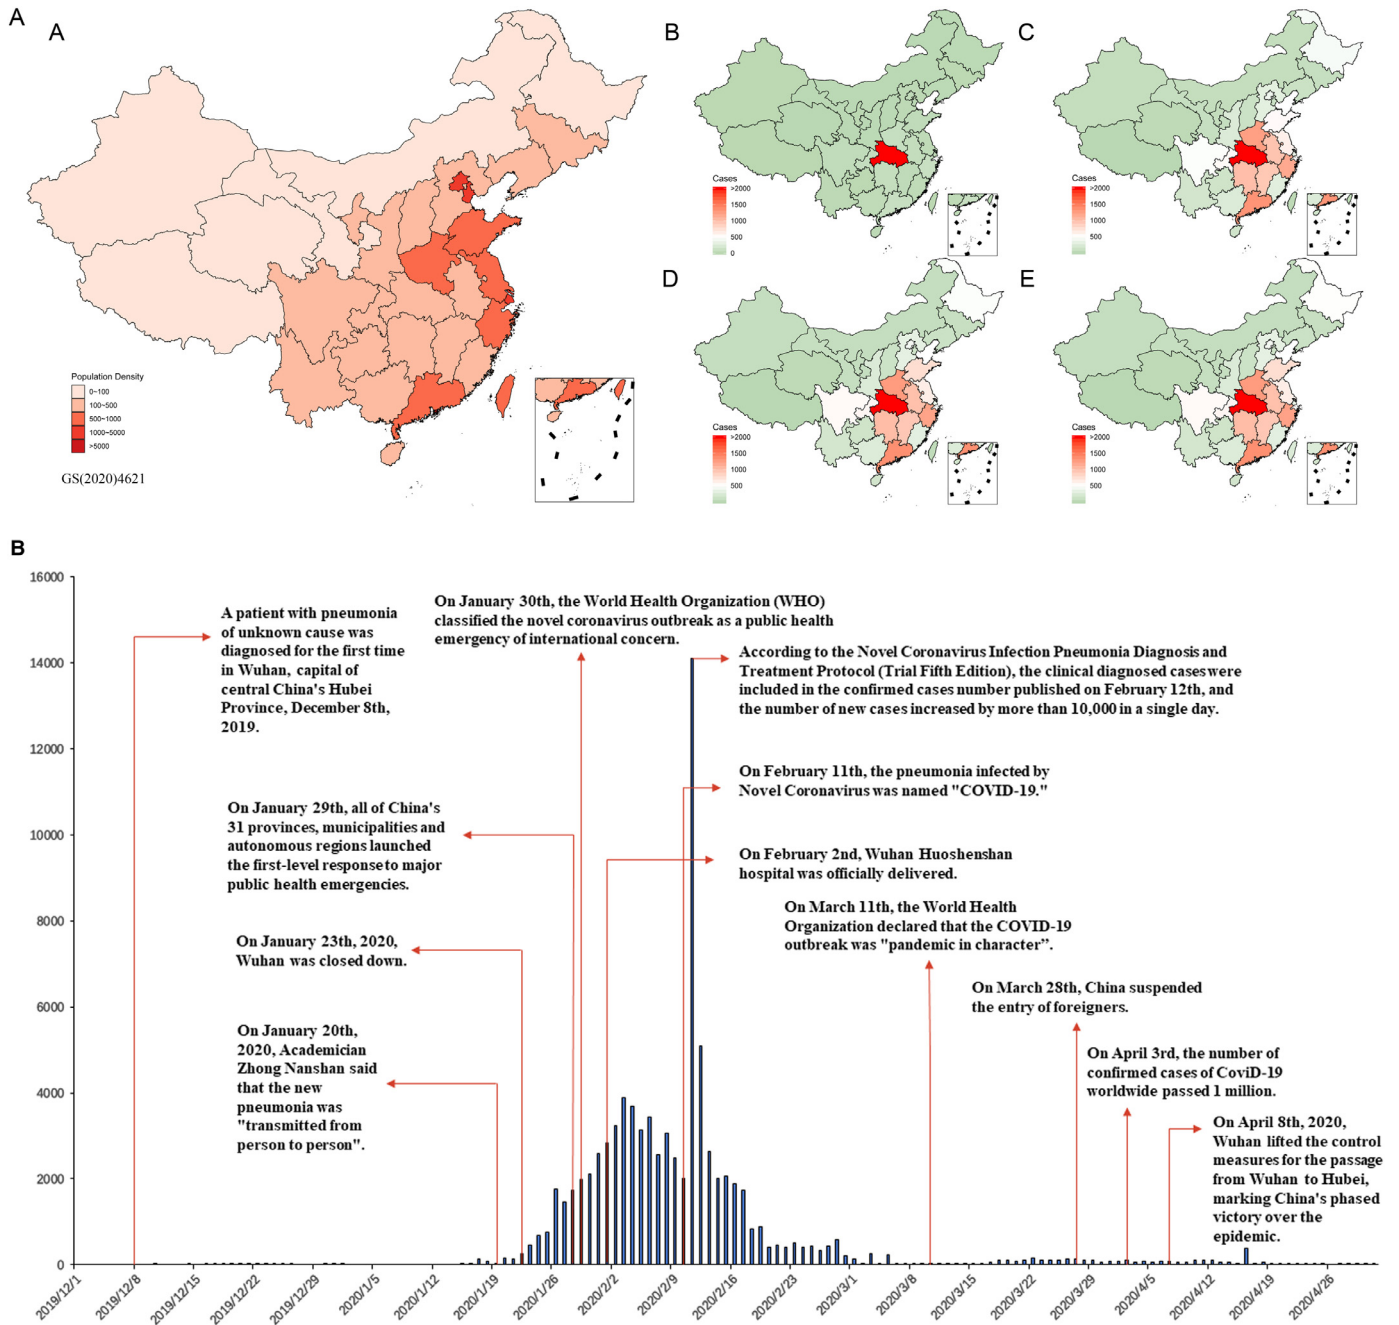 A
A
Population Density
0~100
100~500
500~1000
1000~5000
>5000
GS(2020)4621
B
Cases
>2000
1500
1000
500
0
C
Cases
>2000
1500
1000
500
D
Cases
>2000
1500
1000
500
E
Cases
>2000
1500
1000
500
B
16000
14000
12000
10000
8000
6000
4000
2000
0
A patient with pneumonia
of unknown cause was
diagnosed for the first time
in Wuhan, capital of
central China's Hubei
Province, December 8th,
2019.
On January 30th, the World Health Organization (WHO)
classified the novel coronavirus outbreak as a public health
emergency of international concern.
According to the Novel Coronavirus Infection Pneumonia Diagnosis and
Treatment Protocol (Trial Fifth Edition), the clinical diagnosed cases were
included in the confirmed cases number published on February 12th, and
the number of new cases increased by more than 10,000 in a single day.
On February 11th, the pneumonia infected by
Novel Coronavirus was named "COVID-19."
On January 29th, all of China's
31 provinces, municipalities and
autonomous regions launched
the first-level response to major
public health emergencies.
On February 2nd, Wuhan Huoshenshan
hospital was officially delivered.
On March 11th, the World Health
Organization declared that the COVID-19
outbreak was "pandemic in character”.
On January 23th, 2020,
Wuhan was closed down.
On March 28th, China suspended
the entry of foreigners.
On January 20th,
2020, Academician
Zhong Nanshan said
that the new
pneumonia was
"transmitted from
person to person".
On April 3rd, the number of
confirmed cases of CoviD-19
worldwide passed 1 million.
On April 8th, 2020,
Wuhan lifted the control
measures for the passage
from Wuhan to Hubei,
marking China's phased
victory over the
epidemic.
2019/12/1
2019/12/8
2019/12/15
2019/12/22
2019/12/29
2020/1/5
2020/1/12
2020/1/19
2020/1/26
2020/2/2
2020/2/9
2020/2/16
2020/2/23
2020/3/1
2020/3/8
2020/3/15
2020/3/22
2020/3/29
2020/4/5
2020/4/12
2020/4/19
2020/4/26